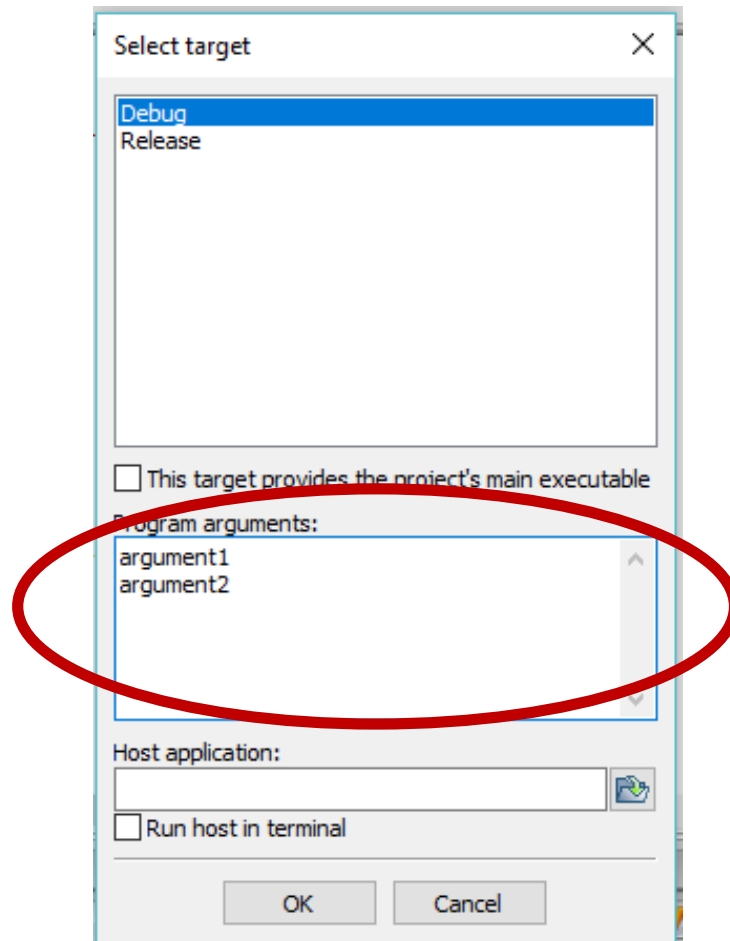 Select target
Debug
Release
This target provides the project's main executable
Program arguments:
argument1
argument2
Host application:
Run host in terminal
OK
Cancel